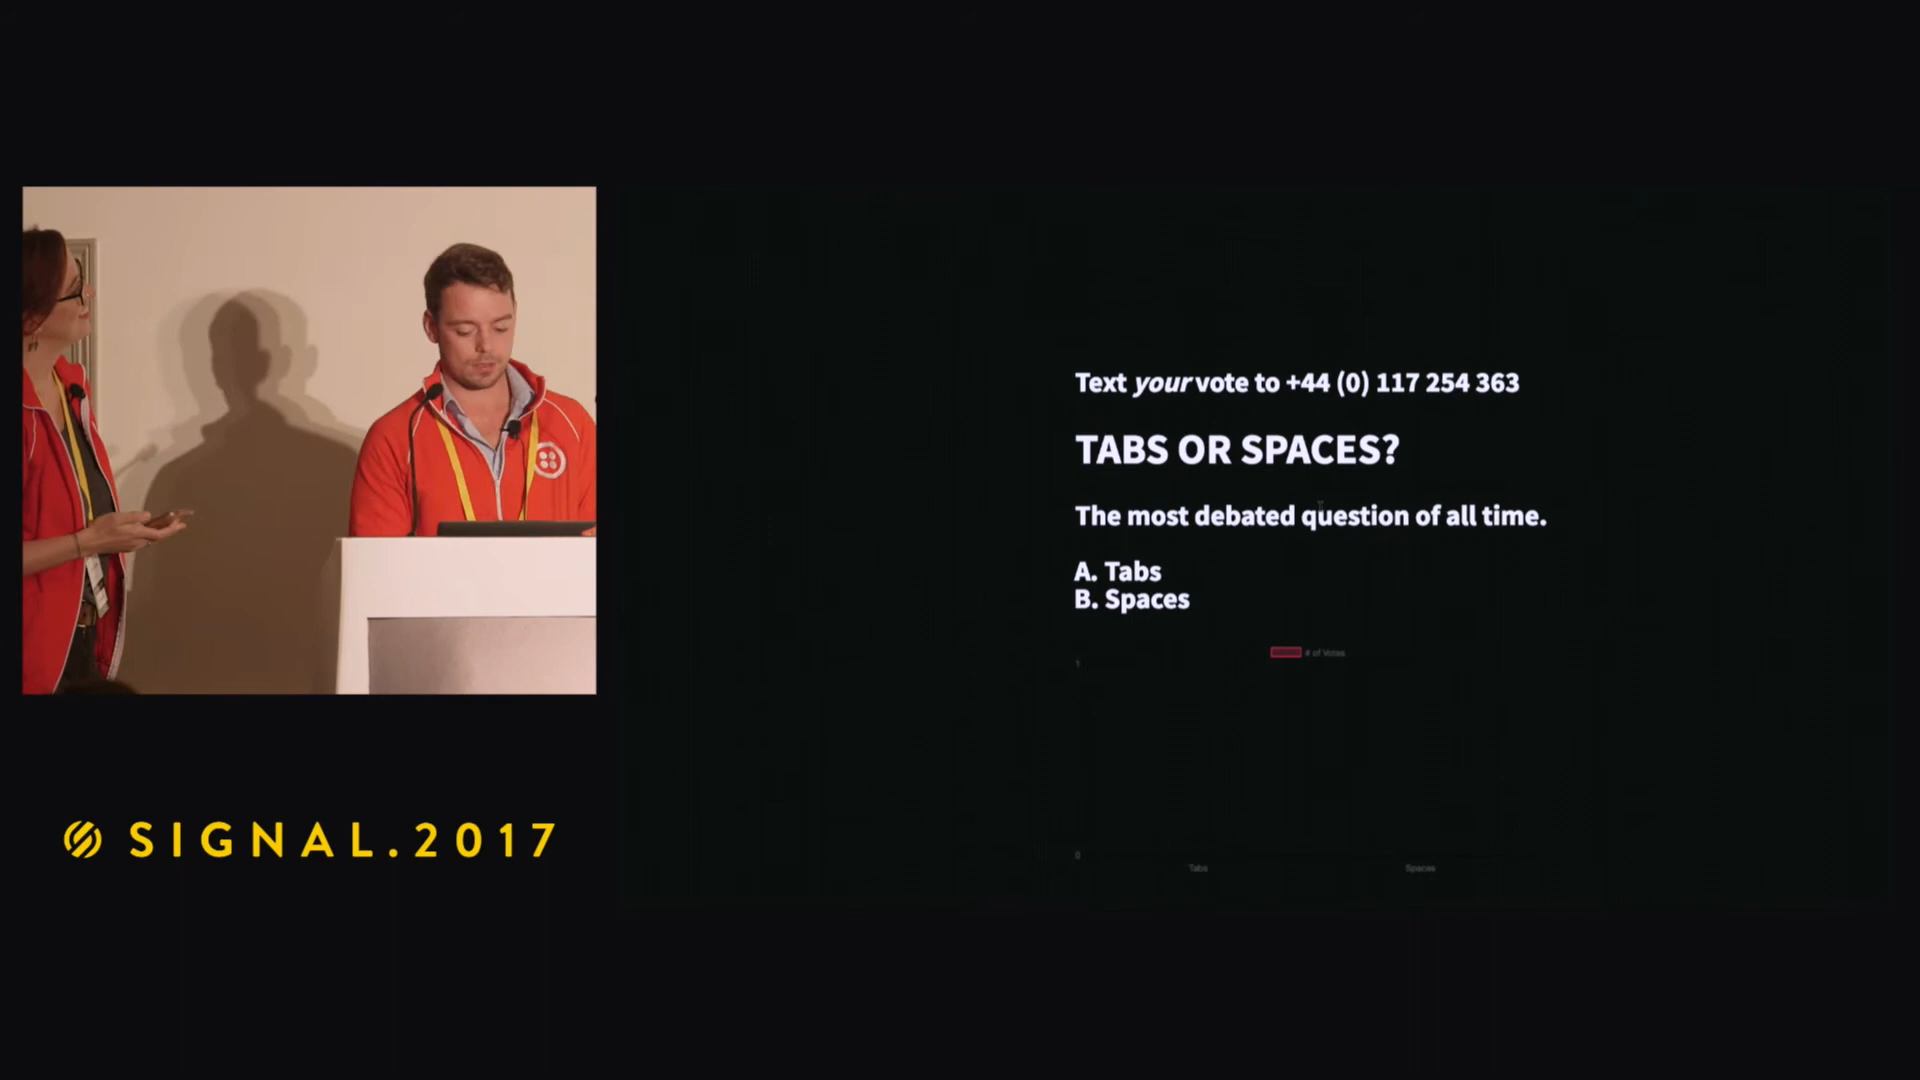 Text your vote to +44 (0) 117 254 363
TABS OR SPACES?
The most debated question of all time.
A. Tabs
B. Spaces
# of Votes
1
0
Tabs
Spaces
SIGNAL.2017